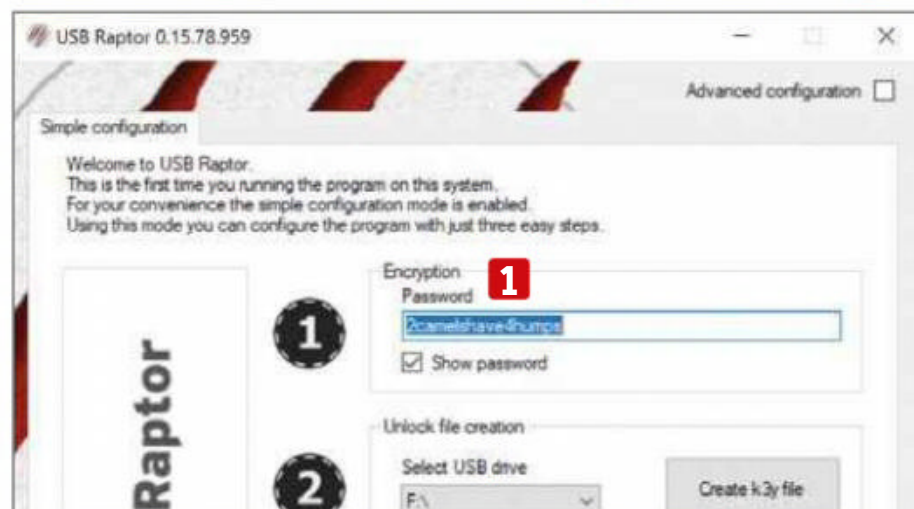 USB Raptor 0.15.78.959
Advanced configuration
Simple configuration
Welcome to USB Raptor.
This is the first time you running the program on this system.
For your convenience the simple configuration mode is enabled.
Using this mode you can configure the program with just three easy steps.
Raptor
1
Encryption
1
Password
2camelshave4humps
Show password
2
Unlock file creation
Select USB drive
F:\
Create k3y file